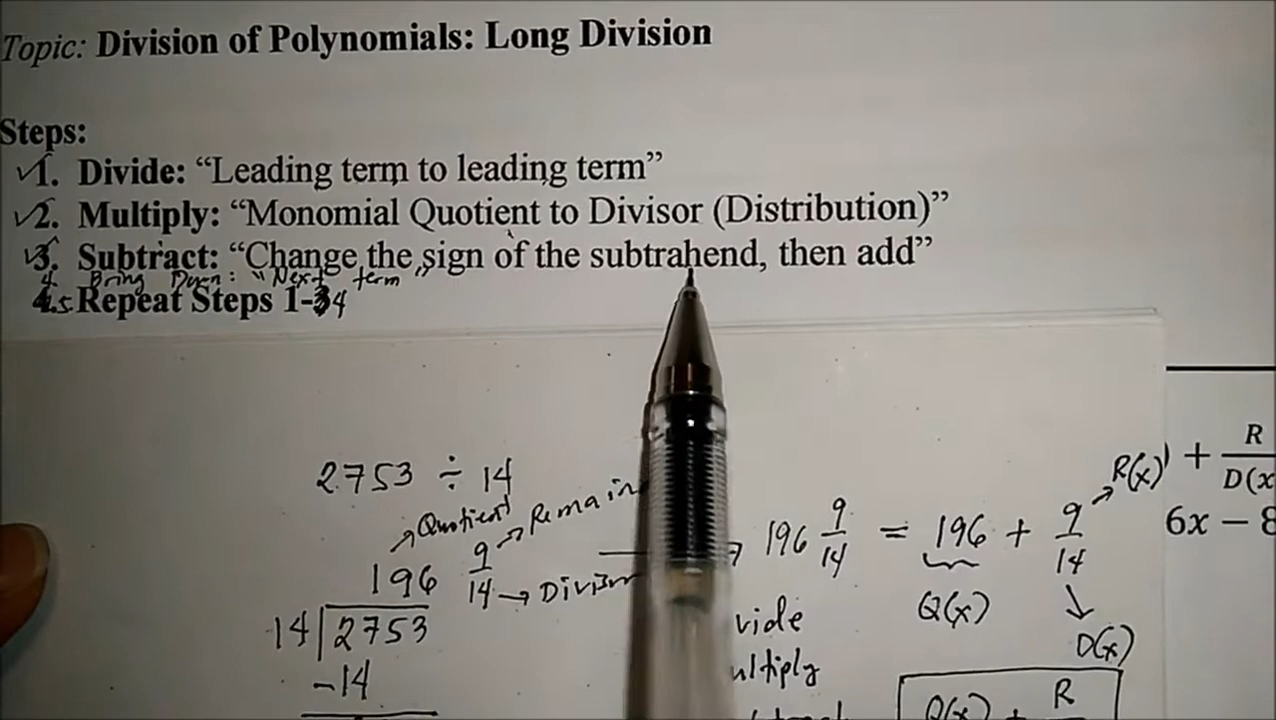 Topic: Division of Polynomials: Long Division
Steps:
✓1. Divide: “Leading term to leading term”
✓2. Multiply: “Monomial Quotient to Divisor (Distribution)”
✓3. Subtract: “Change the sign of the subtrahend, then add”
4. Bring Down: “Next term”
5. Repeat Steps 1-4
2753 ÷ 14
→ Quotient
196 9/14 → Remain
→ Divisor
14 2753
-14
196 9/14 = 196 + 9/14
→ R(x)
Q(x)
↓
D(x)
vide
ultiply
Q(x) + R
) + R/D(x
6x − 8